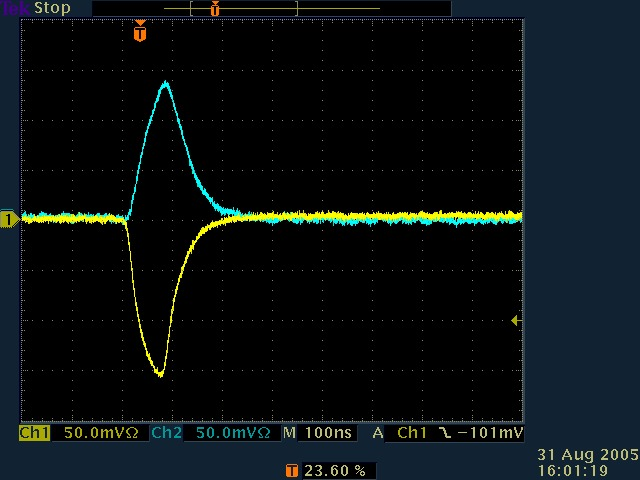 Tek Stop
T
T
1
Ch1 50.0mVΩ Ch2 50.0mVΩ M 100ns A Ch1 ⍀ −101mV
T 23.60 %
31 Aug 2005
16:01:19